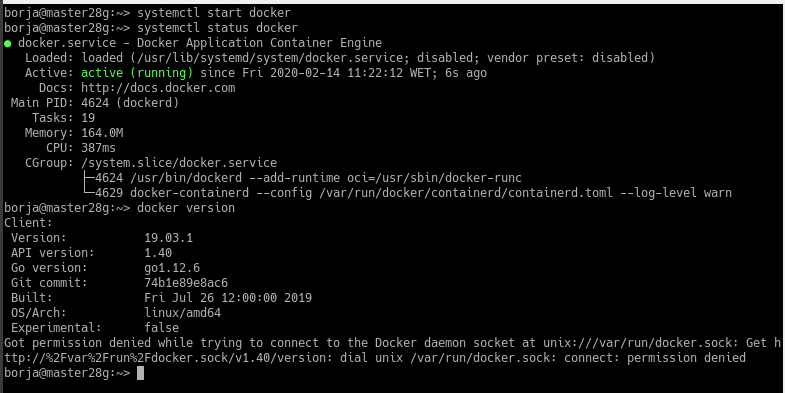 borja@master28g:~> systemctl start docker
borja@master28g:~> systemctl status docker
● docker.service - Docker Application Container Engine
Loaded: loaded (/usr/lib/systemd/system/docker.service; disabled; vendor preset: disabled)
Active: active (running) since Fri 2020-02-14 11:22:12 WET; 6s ago
Docs: http://docs.docker.com
Main PID: 4624 (dockerd)
Tasks: 19
Memory: 164.0M
CPU: 387ms
CGroup: /system.slice/docker.service
├─4624 /usr/bin/dockerd --add-runtime oci=/usr/sbin/docker-runc
└─4629 docker-containerd --config /var/run/docker/containerd/containerd.toml --log-level warn
borja@master28g:~> docker version
Client:
Version: 19.03.1
API version: 1.40
Go version: go1.12.6
Git commit: 74b1e89e8ac6
Built: Fri Jul 26 12:00:00 2019
OS/Arch: linux/amd64
Experimental: false
Got permission denied while trying to connect to the Docker daemon socket at unix:///var/run/docker.sock: Get h
ttp://%2Fvar%2Frun%2Fdocker.sock/v1.40/version: dial unix /var/run/docker.sock: connect: permission denied
borja@master28g:~>